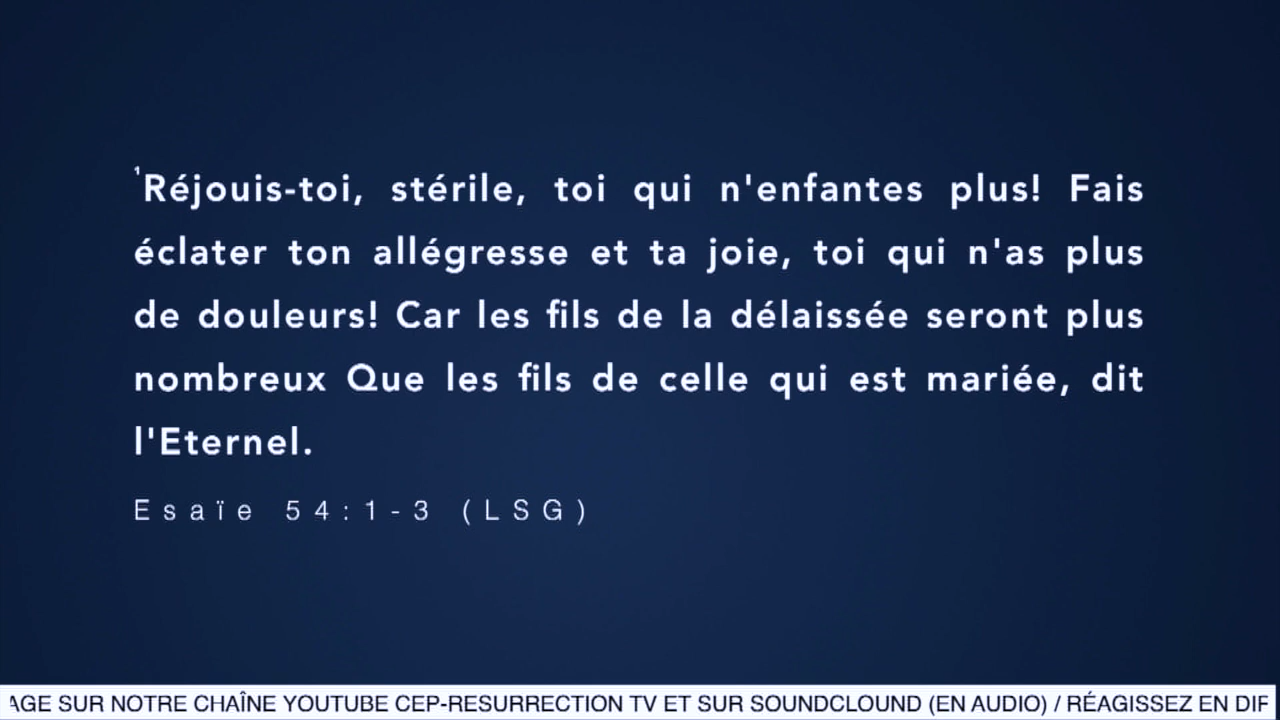 ¹Réjouis-toi, stérile, toi qui n'enfantes plus! Fais
éclater ton allégresse et ta joie, toi qui n'as plus
de douleurs! Car les fils de la délaissée seront plus
nombreux Que les fils de celle qui est mariée, dit
l'Eternel.
Esaïe 54:1-3 (LSG)
SUR NOTRE CHAÎNE YOUTUBE CEP-RESURRECTION TV ET SUR SOUNDCLOUND (EN AUDIO) / RÉAGISSEZ EN